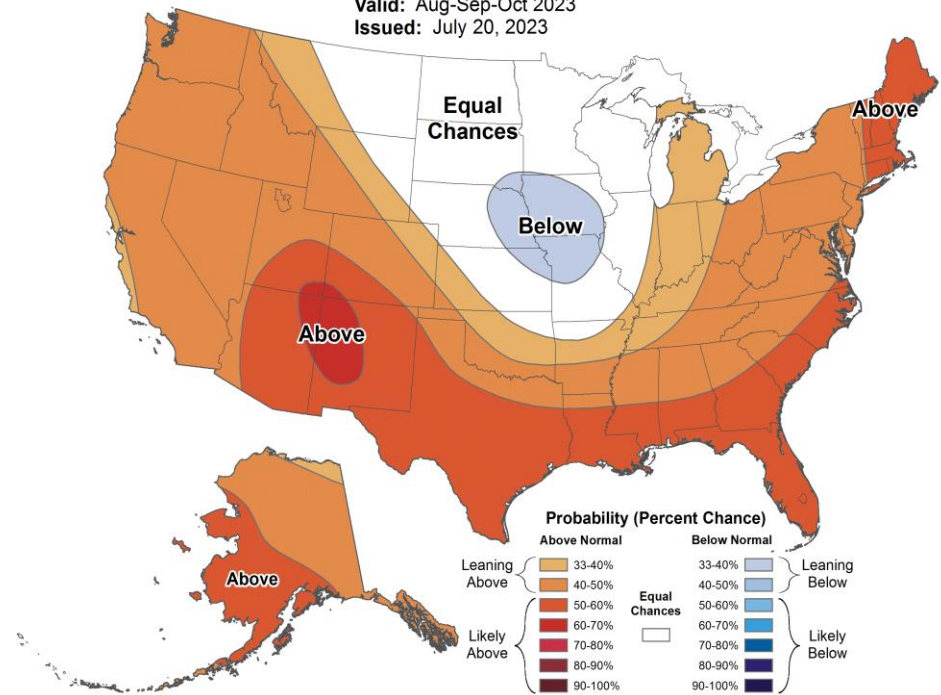 Valid: Aug-Sep-Oct 2023
Issued: July 20, 2023
Equal
Chances
Above
Below
Above
Above
Probability (Percent Chance)
Above Normal Below Normal
Leaning
Above
33-40%
40-50%
Likely
Above
50-60%
60-70%
70-80%
80-90%
90-100%
Equal
Chances
33-40%
40-50%
Leaning
Below
50-60%
60-70%
70-80%
80-90%
90-100%
Likely
Below